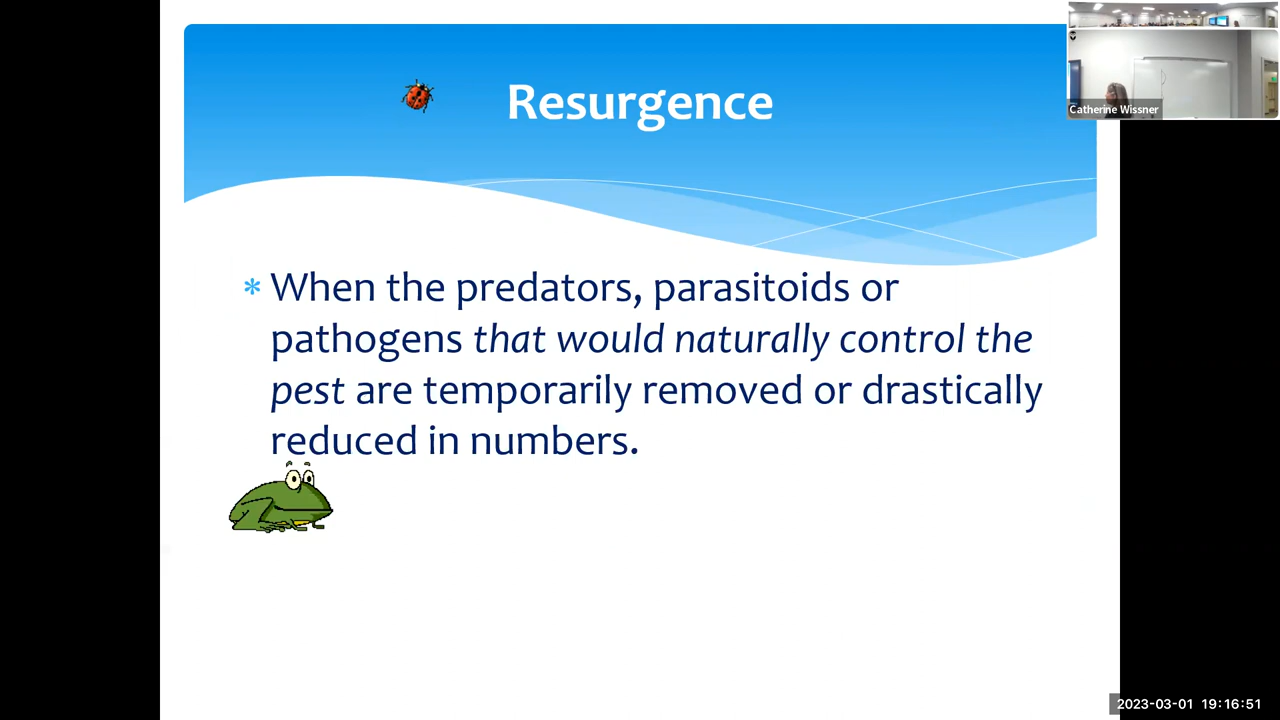 Resurgence
Catherine Wissner
* When the predators, parasitoids or
pathogens that would naturally control the
pest are temporarily removed or drastically
reduced in numbers.
2023-03-01 19:16:51